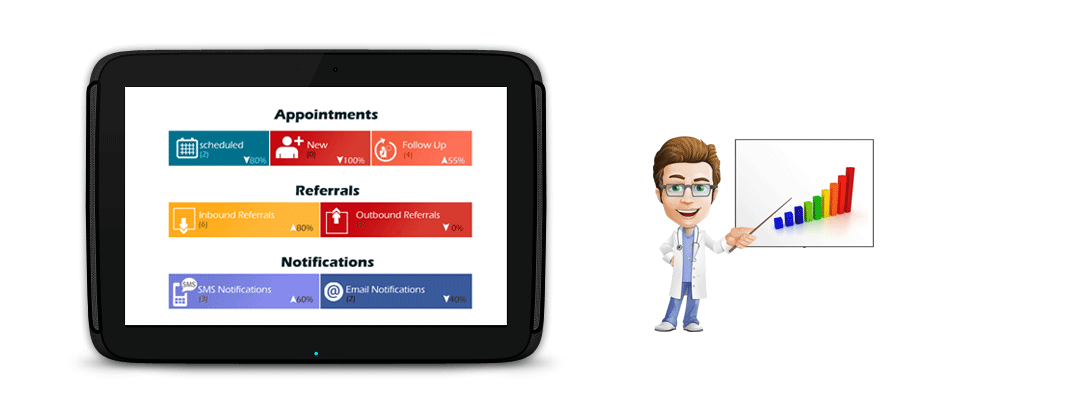 Appointments
scheduled
(2)
▼80%
New
(0)
▼100%
Follow Up
(4)
▲55%
Referrals
Inbound Referrals
(6)
▲80%
Outbound Referrals
▼ 0%
Notifications
SMS
SMS Notifications
(3)
▲60%
@
Email Notifications
(2)
▼40%